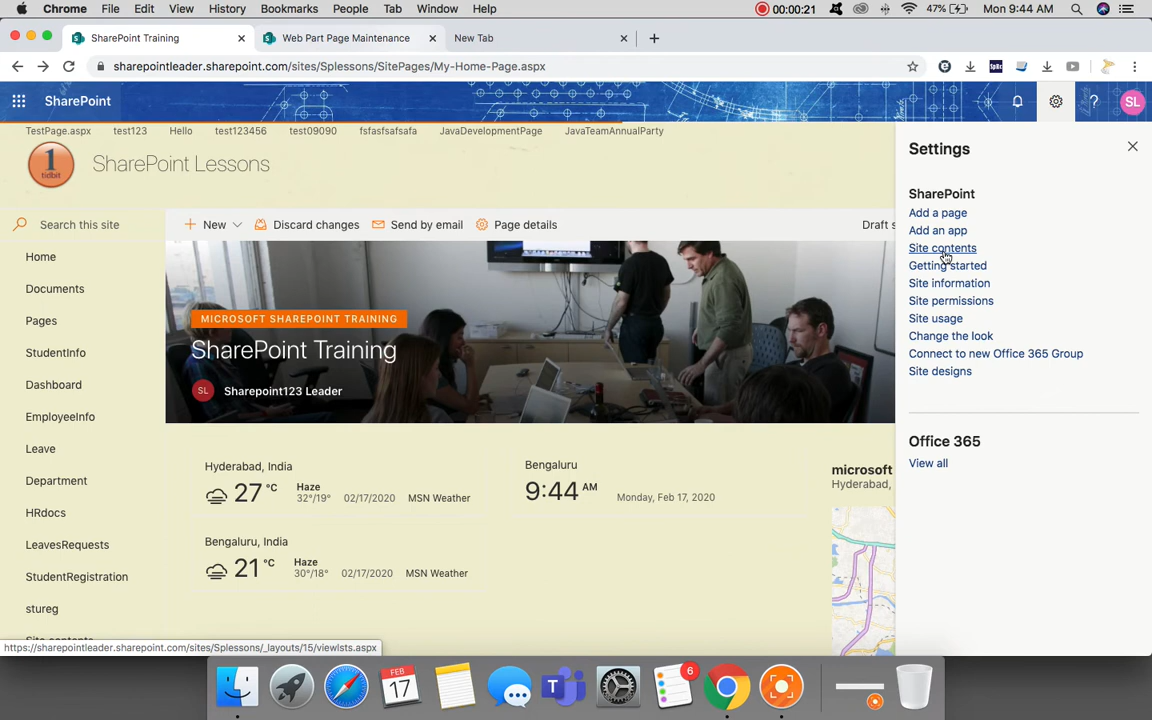 Chrome File Edit View History Bookmarks People Tab Window Help 00:00:21 47% Mon 9:44 AM
SharePoint Training Web Part Page Maintenance New Tab
sharepointleader.sharepoint.com/sites/Splessons/SitePages/My-Home-Page.aspx
SharePoint SL
TestPage.aspx test123 Hello test123456 test09090 fsfasfsafsafa JavaDevelopmentPage JavaTeamAnnualParty
1
tidbit
SharePoint Lessons
Search this site
New Discard changes Send by email Page details Draft s
Home
Documents
Pages
StudentInfo
Dashboard
EmployeeInfo
Leave
Department
HRdocs
LeavesRequests
StudentRegistration
stureg
Site contents
MICROSOFT SHAREPOINT TRAINING
SharePoint Training
SL Sharepoint123 Leader
Hyderabad, India
27 °C Haze 32°/19° 02/17/2020 MSN Weather
Bengaluru, India
21 °C Haze 30°/18° 02/17/2020 MSN Weather
Bengaluru
9:44 AM Monday, Feb 17, 2020
microsoft
Hyderabad,
Settings
SharePoint
Add a page
Add an app
Site contents
Getting started
Site information
Site permissions
Site usage
Change the look
Connect to new Office 365 Group
Site designs
Office 365
View all
https://sharepointleader.sharepoint.com/sites/Splessons/_layouts/15/viewlsts.aspx
FEB
17
T
6